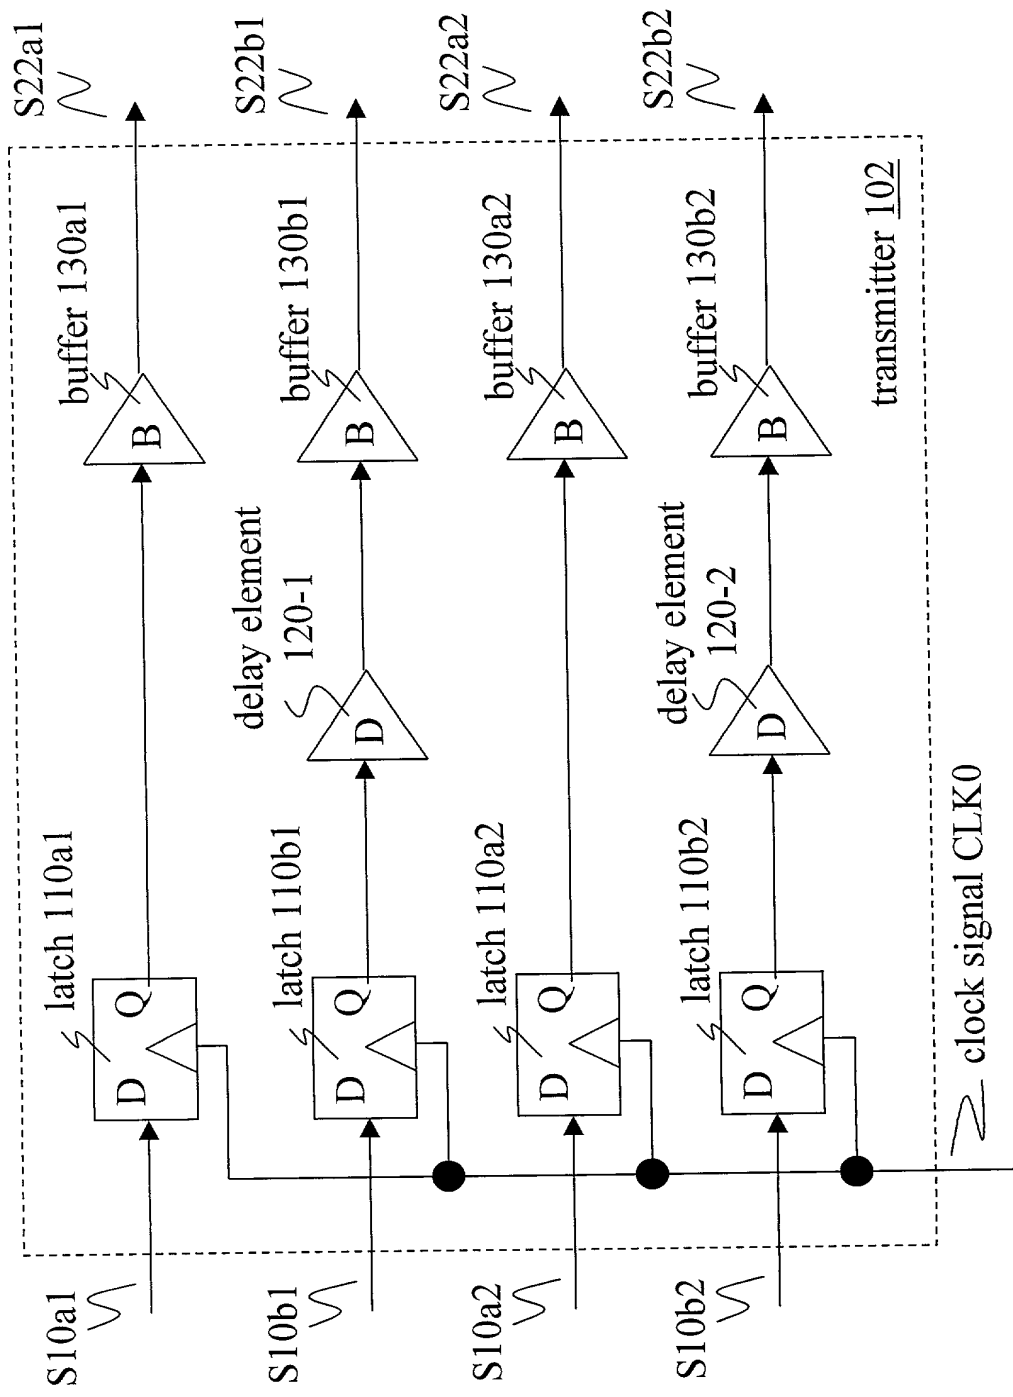 S10a1
D
Q
latch 110a1
B
buffer 130a1
S22a1
S10b1
D
Q
latch 110b1
D
delay element
120-1
B
buffer 130b1
S22b1
S10a2
D
Q
latch 110a2
B
buffer 130a2
S22a2
S10b2
D
Q
latch 110b2
D
delay element
120-2
B
buffer 130b2
S22b2
clock signal CLK0
transmitter 102